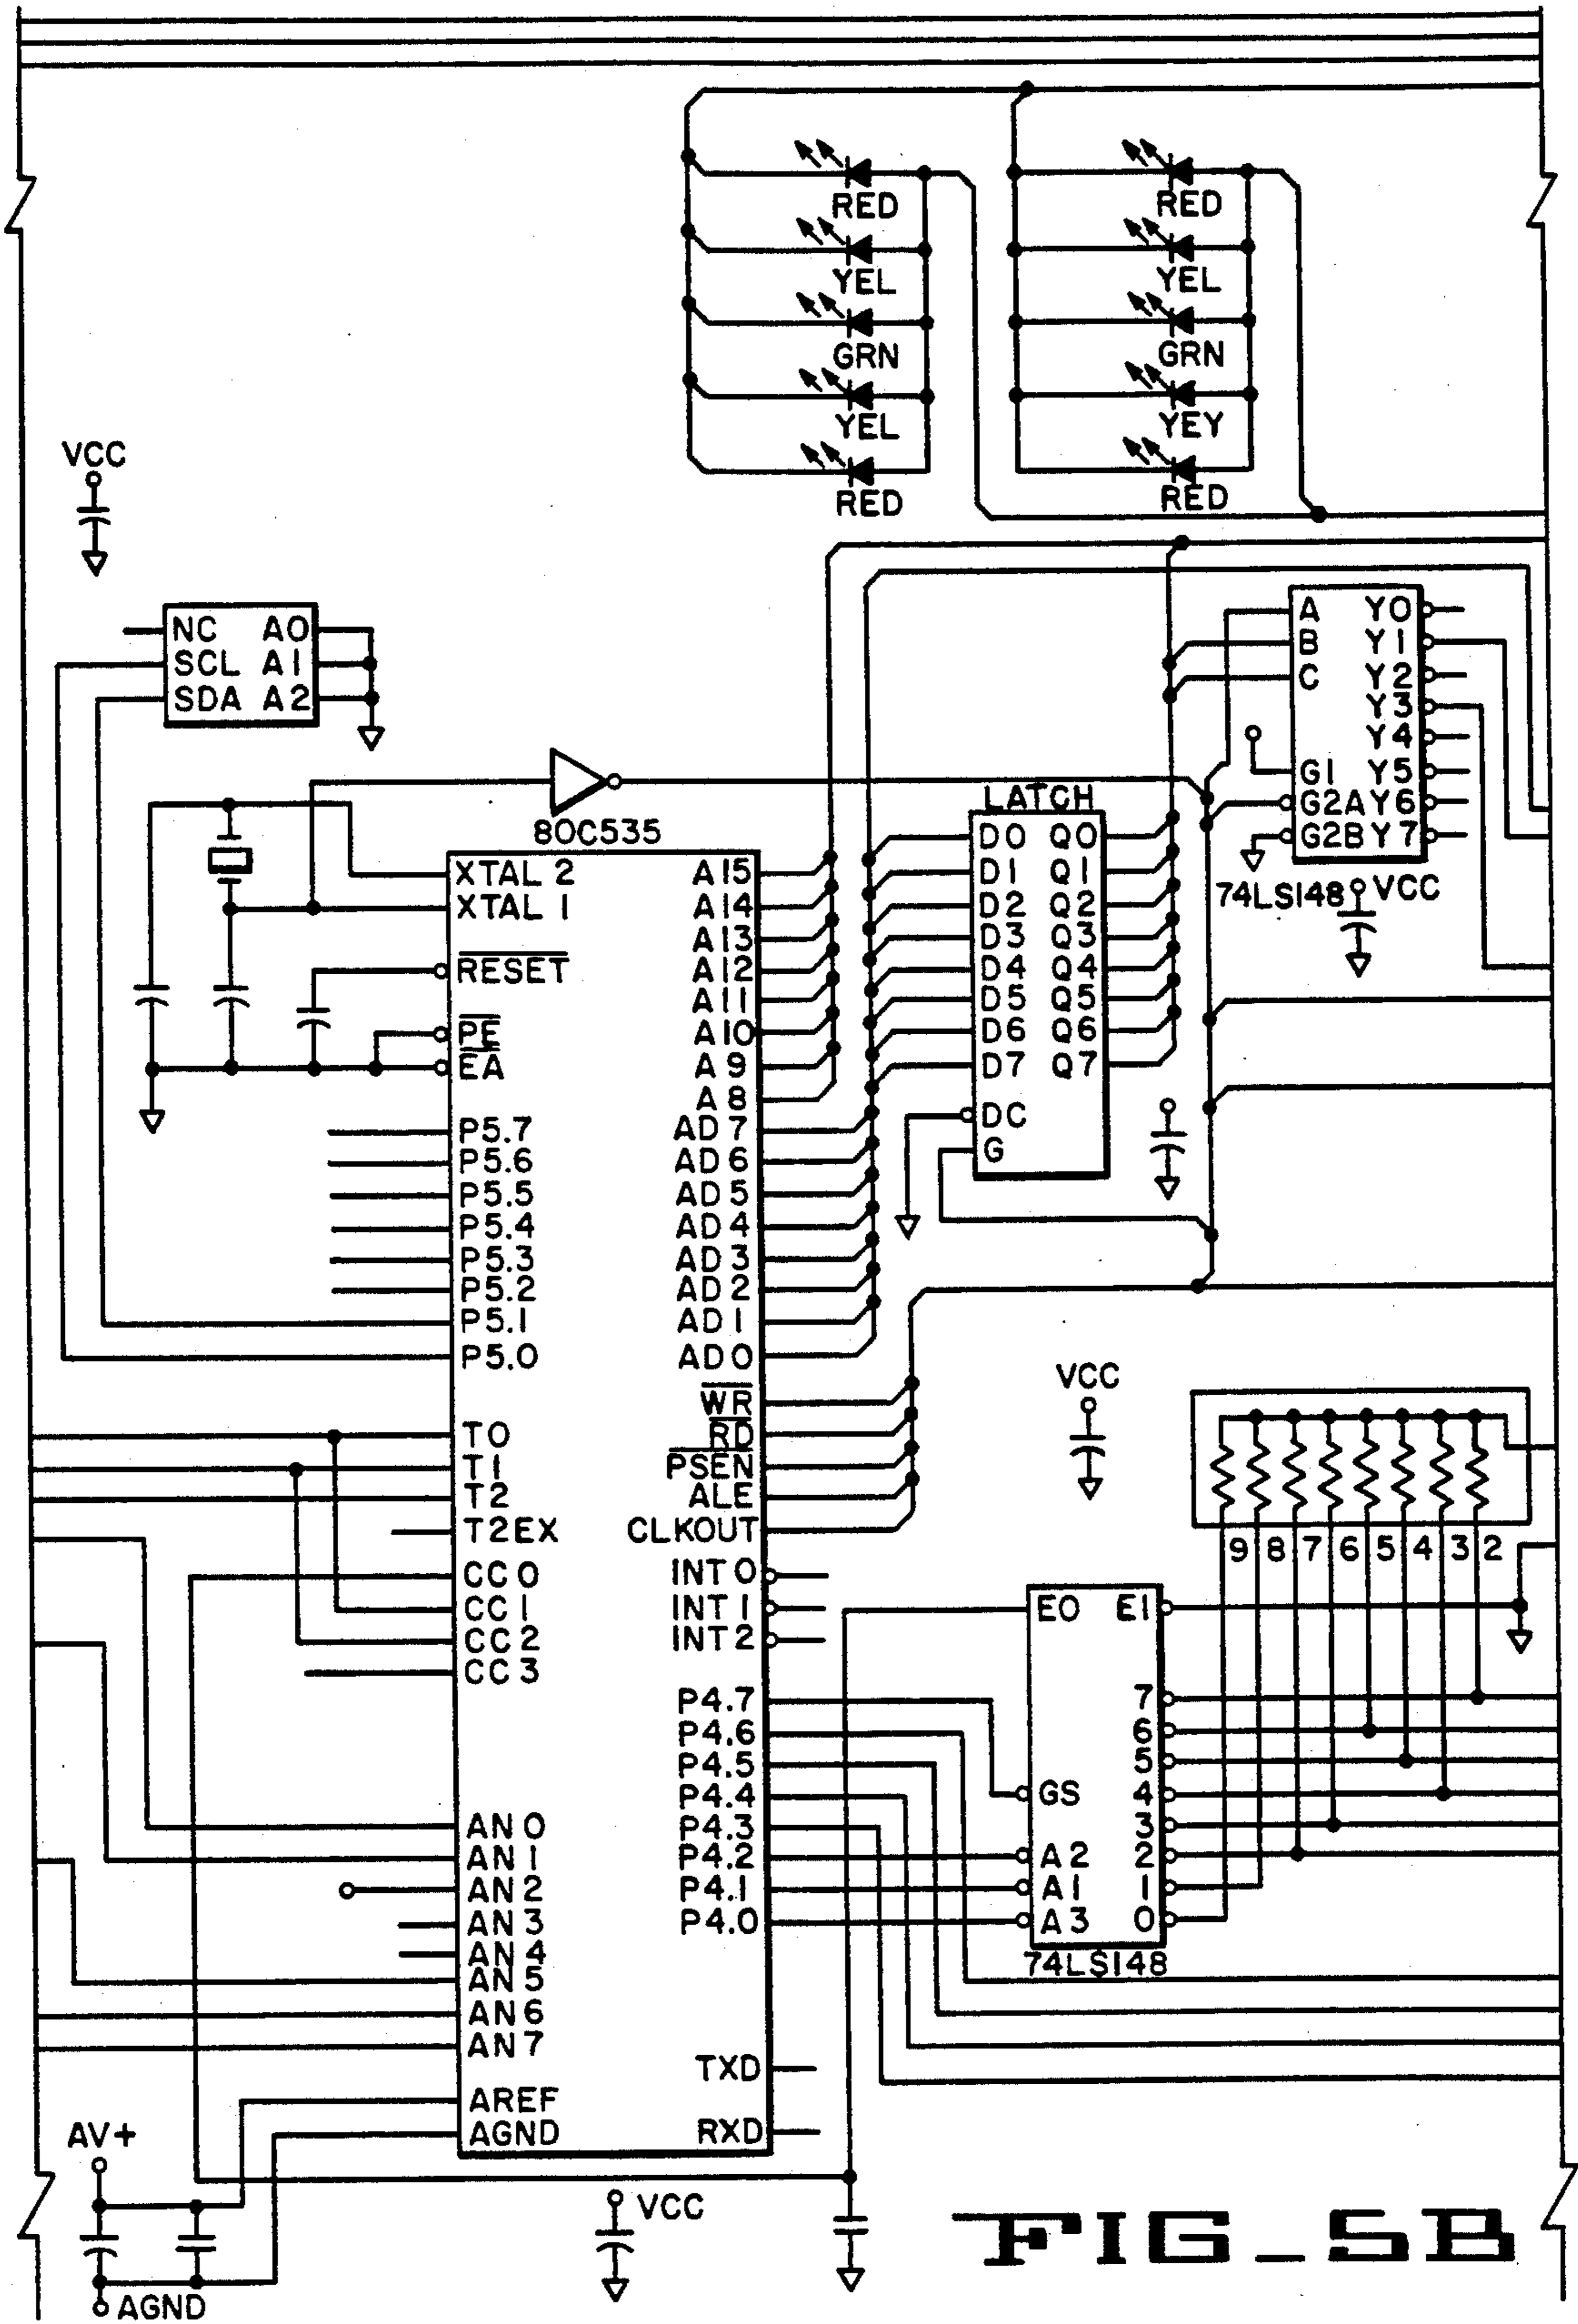 RED
RED
YEL
YEL
GRN
GRN
YEL
YEY
RED
RED
VCC
NC A0
SCL A1
SDA A2
A Y0
B Y1
C Y2
Y3
Y4
G1 Y5
G2A Y6
G2B Y7
74LS148
VCC
LATCH
D0 Q0
D1 Q1
D2 Q2
D3 Q3
D4 Q4
D5 Q5
D6 Q6
D7 Q7
DC
G
80C535
XTAL 2
XTAL 1
RESET
PE
EA
P5.7
P5.6
P5.5
P5.4
P5.3
P5.2
P5.1
P5.0
T0
T1
T2
T2EX
CC0
CC1
CC2
CC3
AN0
AN1
AN2
AN3
AN4
AN5
AN6
AN7
AREF
AGND
A15
A14
A13
A12
A11
A10
A9
A8
AD7
AD6
AD5
AD4
AD3
AD2
AD1
AD0
WR
RD
PSEN
ALE
CLKOUT
INT0
INT1
INT2
P4.7
P4.6
P4.5
P4.4
P4.3
P4.2
P4.1
P4.0
TXD
RXD
VCC
9 8 7 6 5 4 3 2
E0 E1
7
6
5
GS 4
3
A2 2
A1 1
A3 0
74LS148
AV+
AGND
VCC
FIG_5B